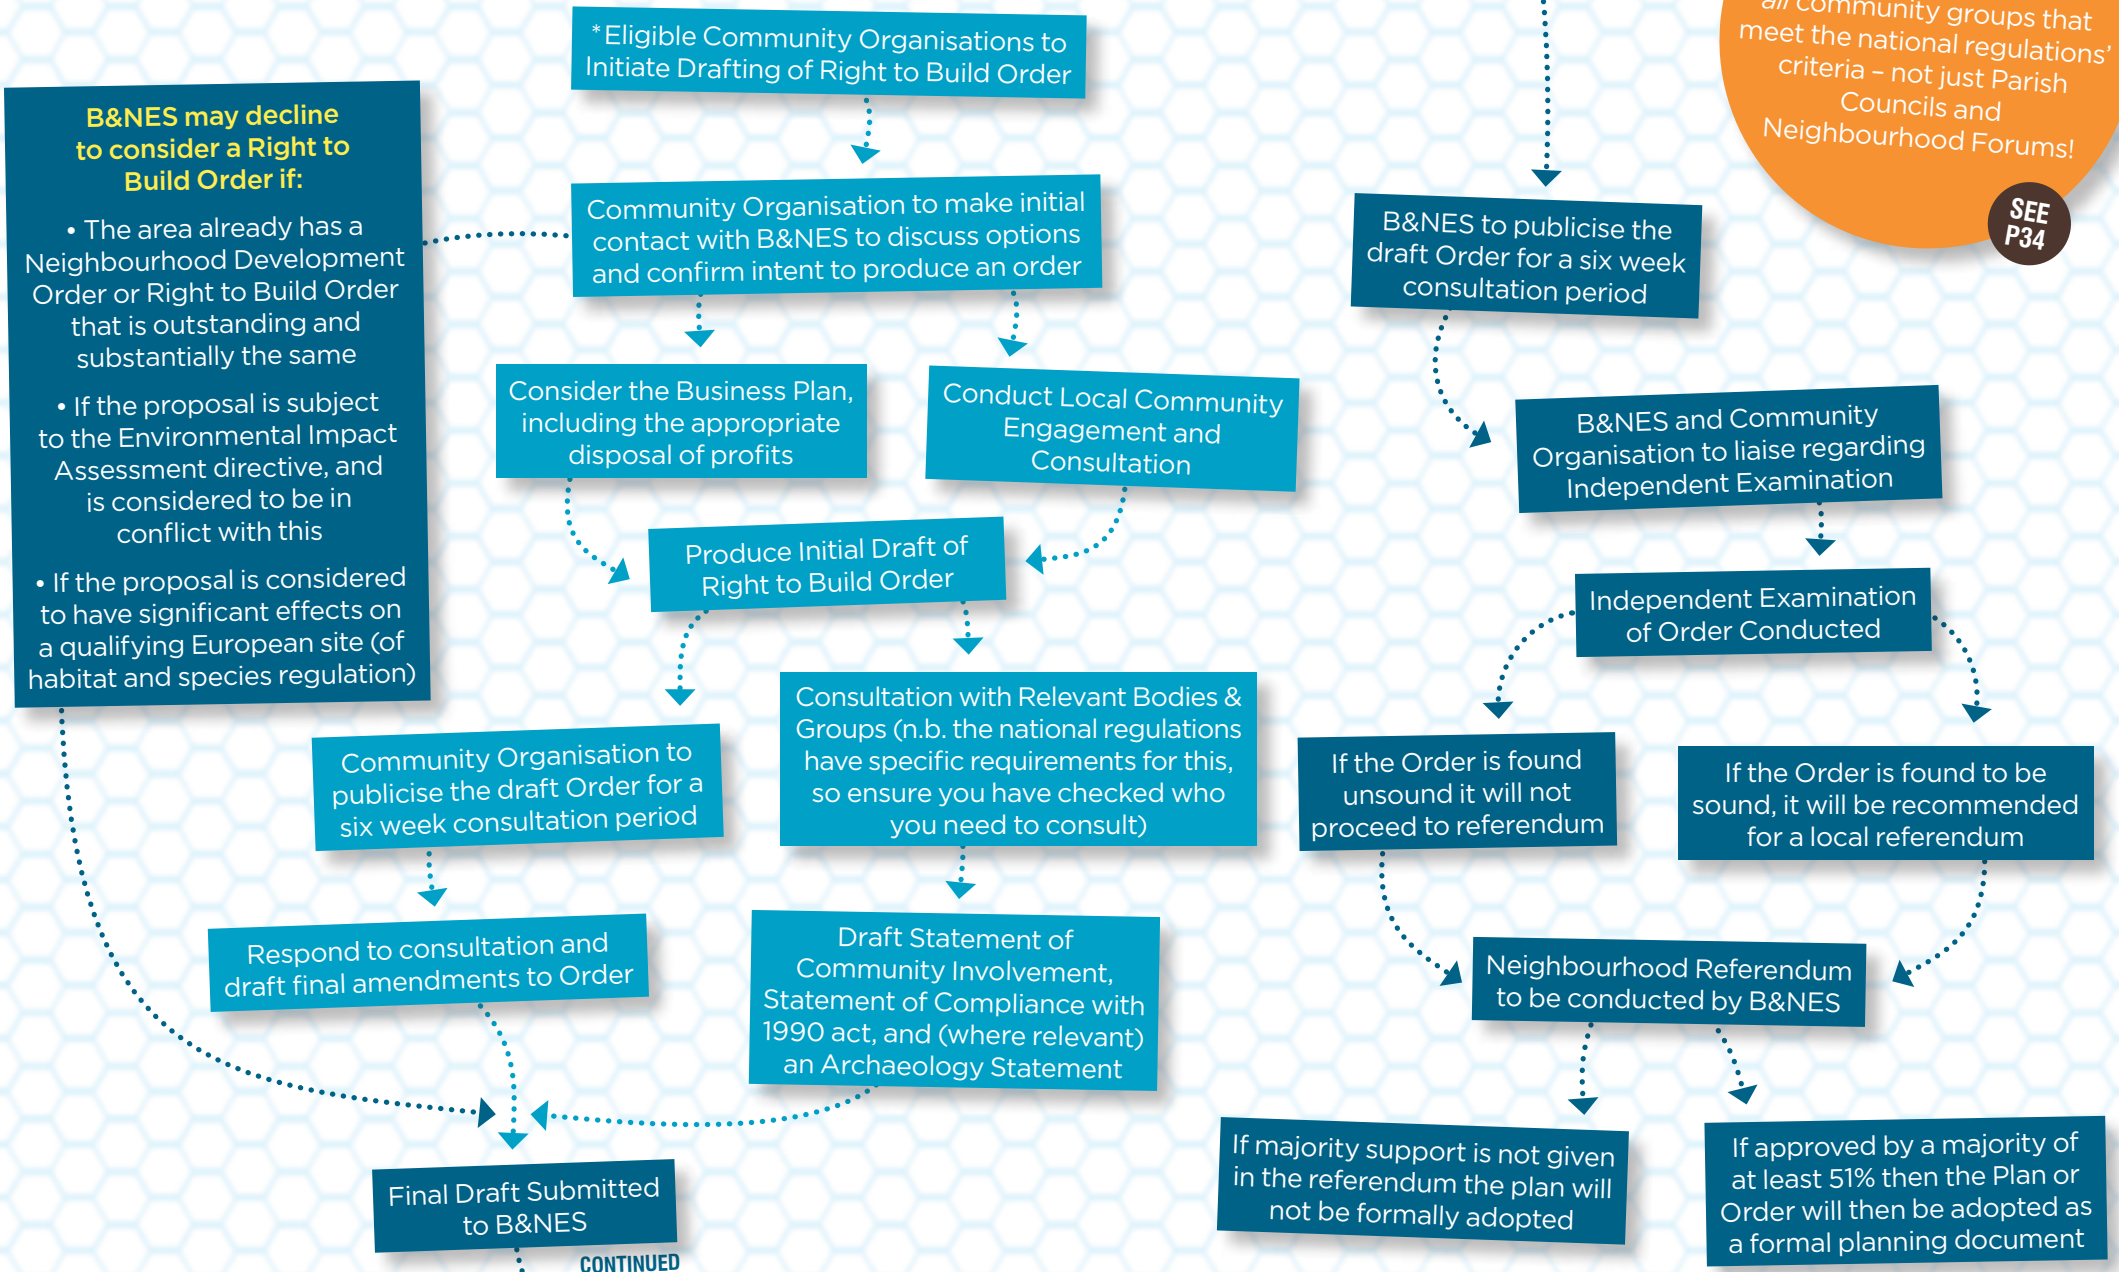 *Eligible Community Organisations to
Initiate Drafting of Right to Build Order
B&NES may decline
to consider a Right to
Build Order if:
• The area already has a
Neighbourhood Development
Order or Right to Build Order
that is outstanding and
substantially the same
• If the proposal is subject
to the Environmental Impact
Assessment directive, and
is considered to be in
conflict with this
• If the proposal is considered
to have significant effects on
a qualifying European site (of
habitat and species regulation)
Community Organisation to make initial
contact with B&NES to discuss options
and confirm intent to produce an order
Consider the Business Plan,
including the appropriate
disposal of profits
Conduct Local Community
Engagement and
Consultation
Produce Initial Draft of
Right to Build Order
Community Organisation to
publicise the draft Order for a
six week consultation period
Consultation with Relevant Bodies &
Groups (n.b. the national regulations
have specific requirements for this,
so ensure you have checked who
you need to consult)
Respond to consultation and
draft final amendments to Order
Draft Statement of
Community Involvement,
Statement of Compliance with
1990 act, and (where relevant)
an Archaeology Statement
Final Draft Submitted
to B&NES
CONTINUED
all community groups that
meet the national regulations'
criteria – not just Parish
Councils and
Neighbourhood Forums!
SEE
P34
B&NES to publicise the
draft Order for a six week
consultation period
B&NES and Community
Organisation to liaise regarding
Independent Examination
Independent Examination
of Order Conducted
If the Order is found
unsound it will not
proceed to referendum
If the Order is found to be
sound, it will be recommended
for a local referendum
Neighbourhood Referendum
to be conducted by B&NES
If majority support is not given
in the referendum the plan will
not be formally adopted
If approved by a majority of
at least 51% then the Plan or
Order will then be adopted as
a formal planning document